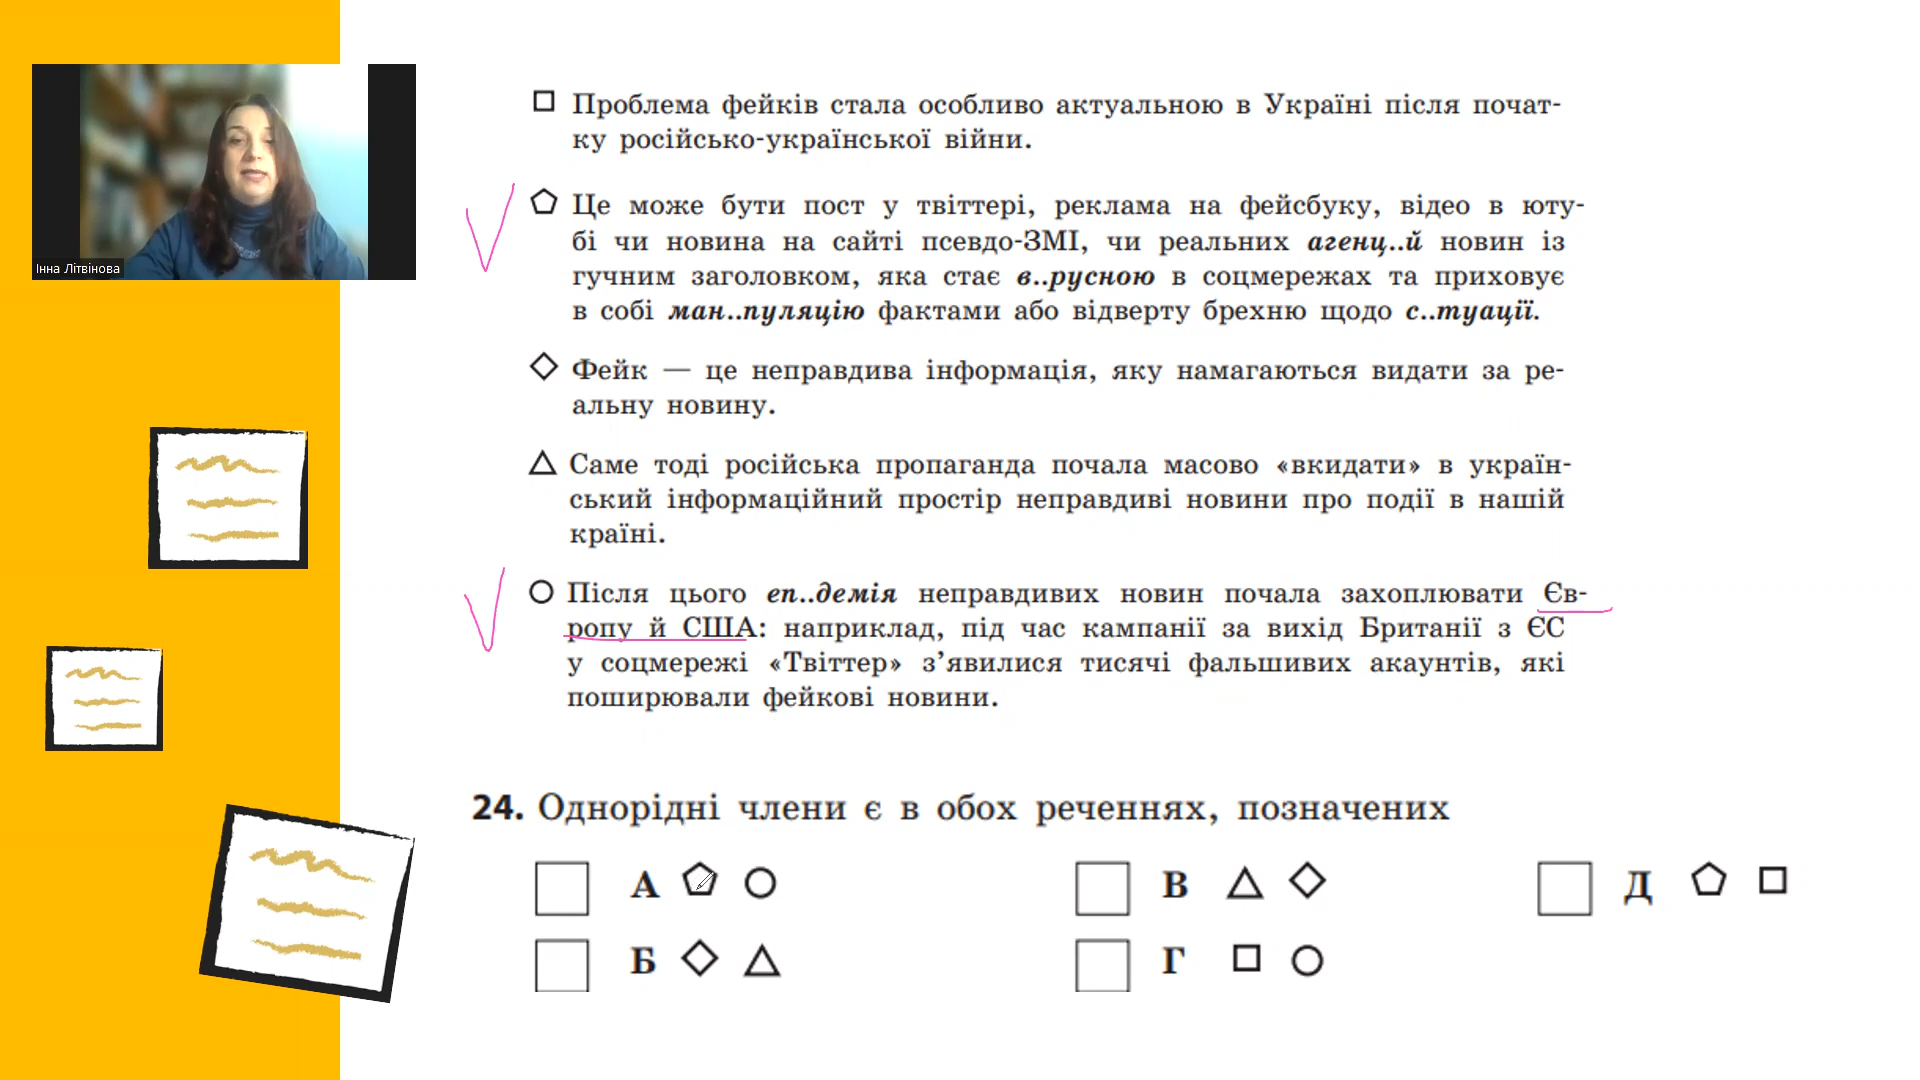 Інна Літвінова
Проблема фейків стала особливо актуальною в Україні після почат-
ку російсько-української війни.
Це може бути пост у твіттері, реклама на фейсбуку, відео в юту-
бі чи новина на сайті псевдо-ЗМІ, чи реальних агенц..й новин із
гучним заголовком, яка стає в..русною в соцмережах та приховує
в собі ман..пуляцію фактами або відверту брехню щодо с..туації.
Фейк — це неправдива інформація, яку намагаються видати за ре-
альну новину.
Саме тоді російська пропаганда почала масово «вкидати» в україн-
ський інформаційний простір неправдиві новини про події в нашій
країні.
Після цього еп..демія неправдивих новин почала захоплювати Єв-
ропу й США: наприклад, під час кампанії за вихід Британії з ЄС
у соцмережі «Твіттер» з’явилися тисячі фальшивих акаунтів, які
поширювали фейкові новини.
24. Однорідні члени є в обох реченнях, позначених
А
В
Д
Б
Г